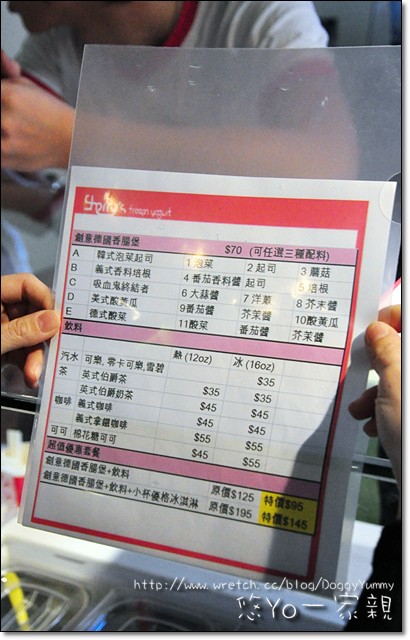 Yoppi's frozen yogurt
創意德國香腸堡 $70 (可任選三種配料)
A 韓式泡菜起司 1泡菜 2起司 3蘑菇
B 義式香料培根 4番茄香料醬 起司 5培根
C 吸血鬼終結者 6大蒜醬 7洋蔥 8芥末醬
D 美式酸黃瓜 9番茄醬 芥茉醬 10酸黃瓜
E 德式酸菜 11酸菜 番茄醬 芥茉醬
飲料
熱 (12oz) 冰 (16oz)
汽水 可樂,零卡可樂,雪碧 $35
茶 英式伯爵茶 $35 $35
英式伯爵奶茶 $45 $45
咖啡 義式咖啡 $45 $45
義式拿鐵咖啡 $55 $55
可可 棉花糖可可 $45 $55
超值優惠套餐
創意德國香腸堡+飲料 原價$125 特價$95
創意德國香腸堡+飲料+小杯優格冰淇淋 原價$195 特價$145
http://www.wretch.cc/blog/DoggyYummy
悠Yo一家親